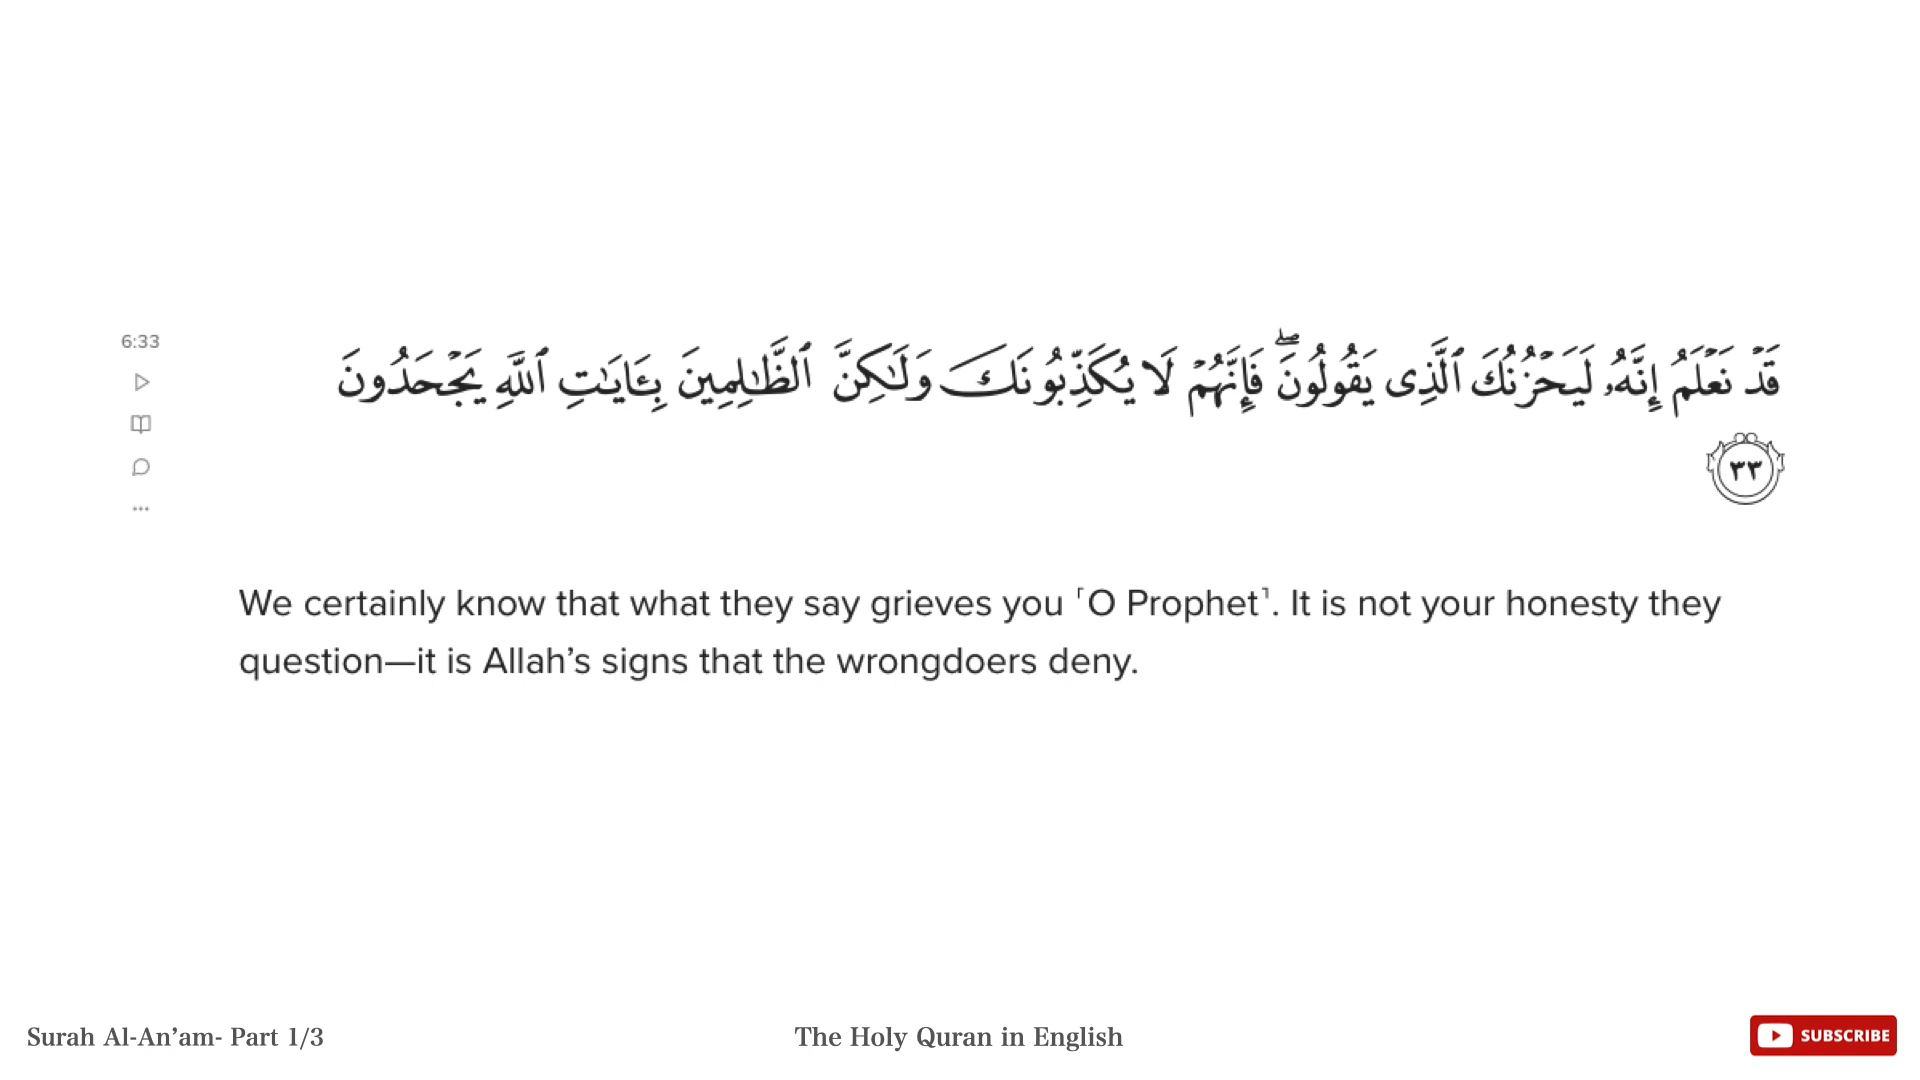 6:33
قَدْ نَعْلَمُ إِنَّهُۥ لَيَحْزُنُكَ ٱلَّذِى يَقُولُونَ ۖ فَإِنَّهُمْ لَا يُكَذِّبُونَكَ وَلَـٰكِنَّ ٱلظَّـٰلِمِينَ بِـَٔايَـٰتِ ٱللَّهِ يَجْحَدُونَ
٣٣
We certainly know that what they say grieves you ˹O Prophet˺. It is not your honesty they
question—it is Allah’s signs that the wrongdoers deny.
Surah Al-An’am- Part 1/3
The Holy Quran in English
SUBSCRIBE